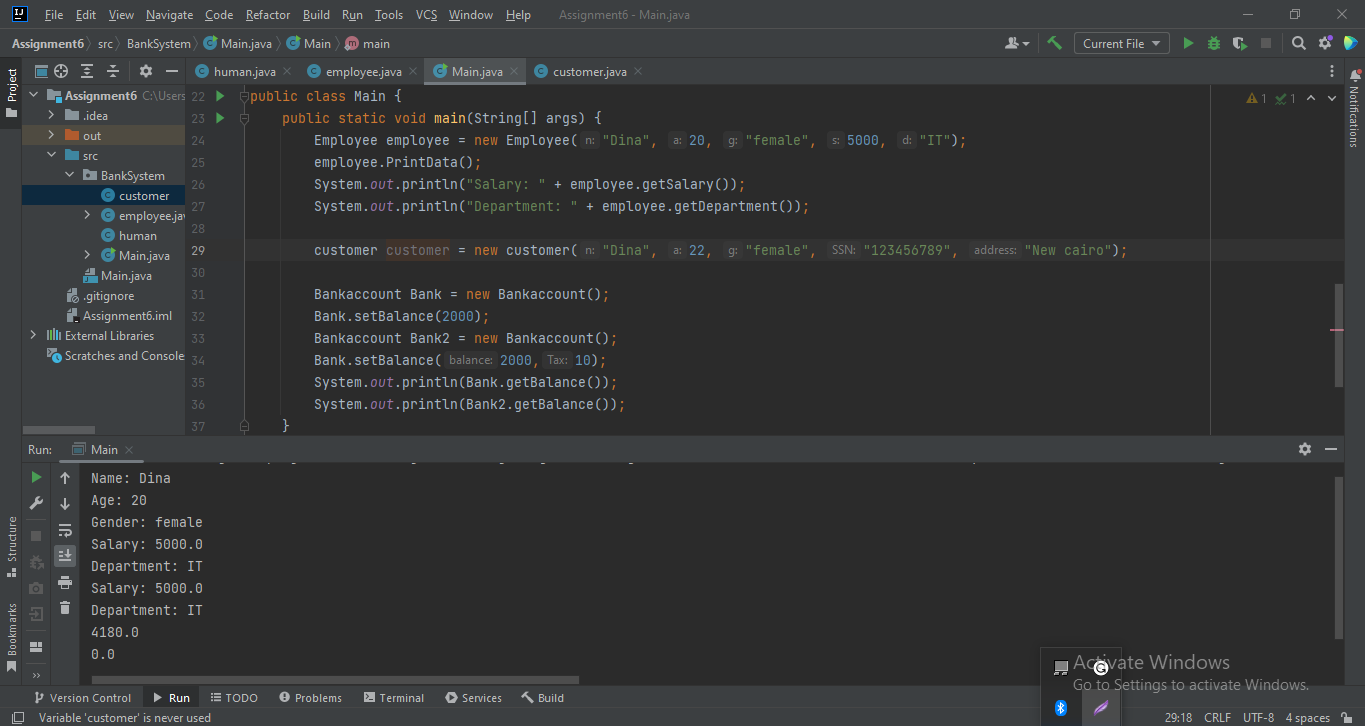 File Edit View Navigate Code Refactor Build Run Tools VCS Window Help Assignment6 - Main.java
Assignment6 src BankSystem Main.java Main main Current File
Project human.java employee.java Main.java customer.java
Assignment6 C:\Users
.idea
out
src
BankSystem
customer
employee.jav
human
Main.java
Main.java
.gitignore
Assignment6.iml
External Libraries
Scratches and Console
1 1
Notifications
22 public class Main {
23 public static void main(String[] args) {
24 Employee employee = new Employee( n: "Dina", a: 20, g: "female", s: 5000, d: "IT");
25 employee.PrintData();
26 System.out.println("Salary: " + employee.getSalary());
27 System.out.println("Department: " + employee.getDepartment());
28
29 customer customer = new customer( n: "Dina", a: 22, g: "female", SSN: "123456789", address: "New cairo");
30
31 Bankaccount Bank = new Bankaccount();
32 Bank.setBalance(2000);
33 Bankaccount Bank2 = new Bankaccount();
34 Bank.setBalance( balance: 2000, Tax: 10);
35 System.out.println(Bank.getBalance());
36 System.out.println(Bank2.getBalance());
37 }
Run: Main
Name: Dina
Age: 20
Gender: female
Salary: 5000.0
Department: IT
Salary: 5000.0
Department: IT
4180.0
0.0
Structure
Bookmarks
Activate Windows
Go to Settings to activate Windows.
Version Control Run TODO Problems Terminal Services Build
Variable 'customer' is never used 29:18 CRLF UTF-8 4 spaces